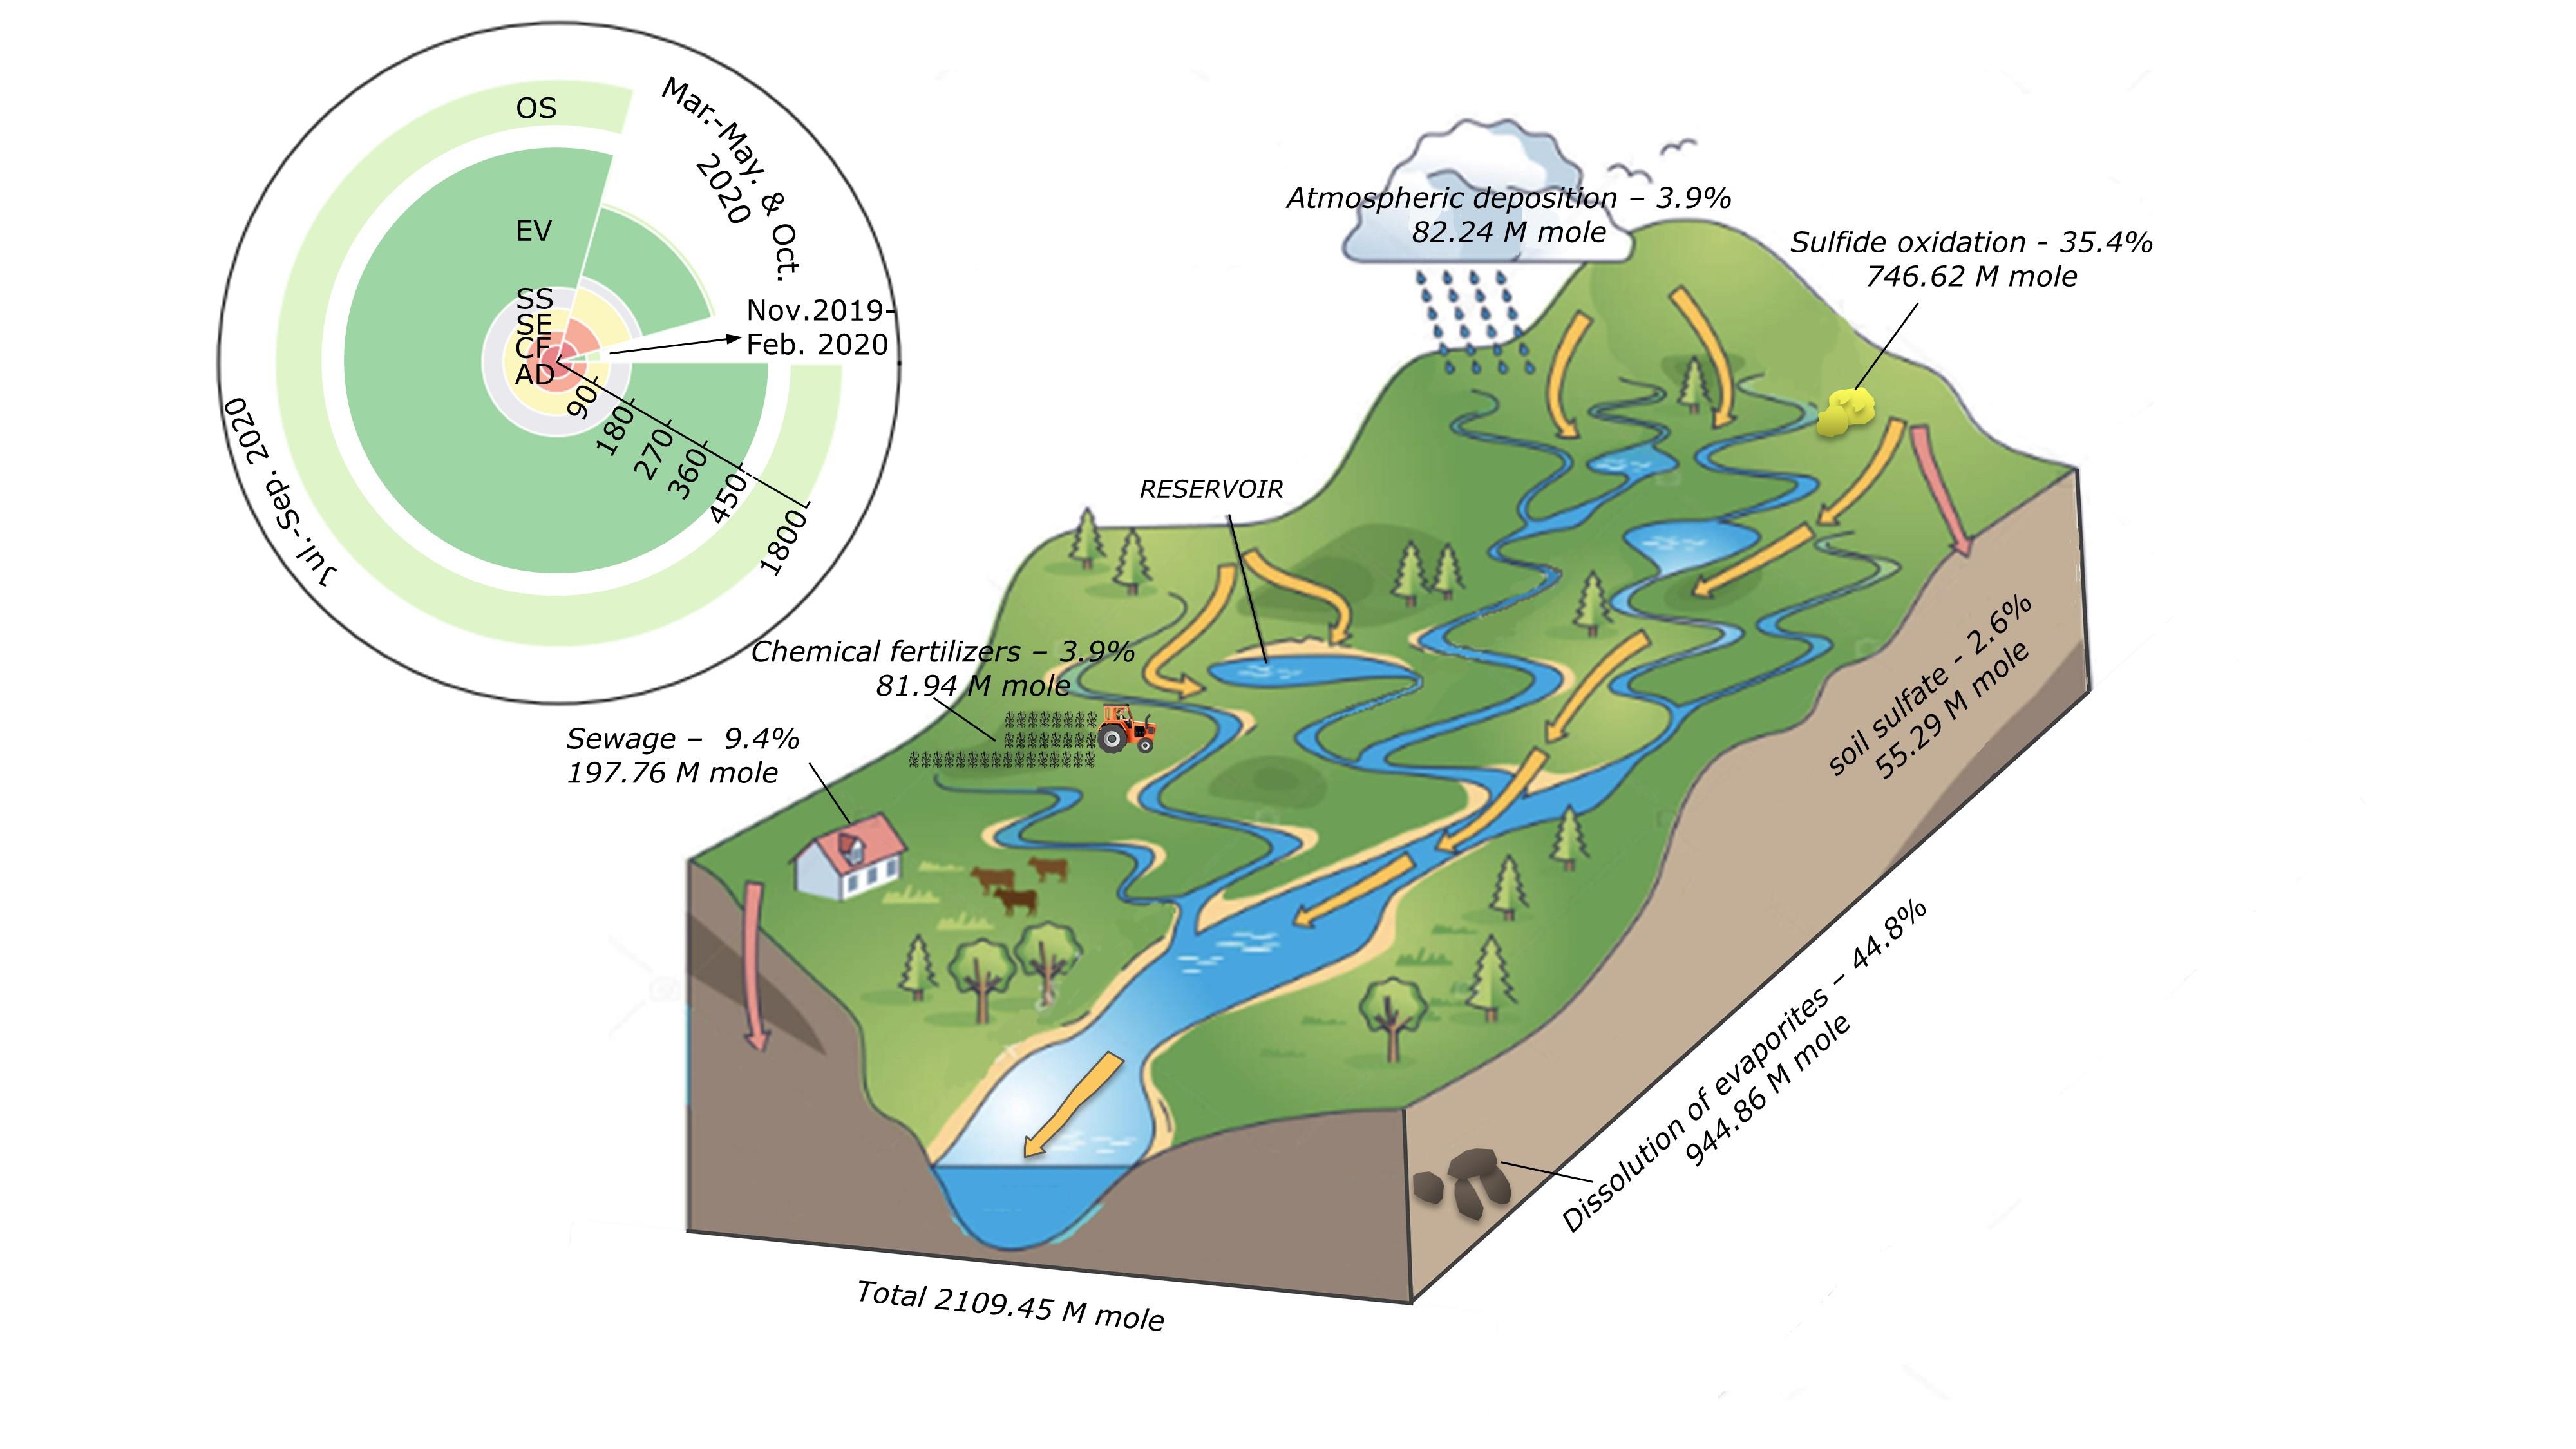 OS
EV
SS
SE
CF
AD
Mar.-May. & Oct.
2020
Nov.2019-
Feb. 2020
Jul.-Sep. 2020
90
180
270
360
450
1800
Atmospheric deposition – 3.9%
82.24 M mole
Sulfide oxidation - 35.4%
746.62 M mole
RESERVOIR
Chemical fertilizers – 3.9%
81.94 M mole
Sewage –  9.4%
197.76 M mole
soil sulfate - 2.6%
55.29 M mole
Dissolution of evaporites – 44.8%
944.86 M mole
Total 2109.45 M mole